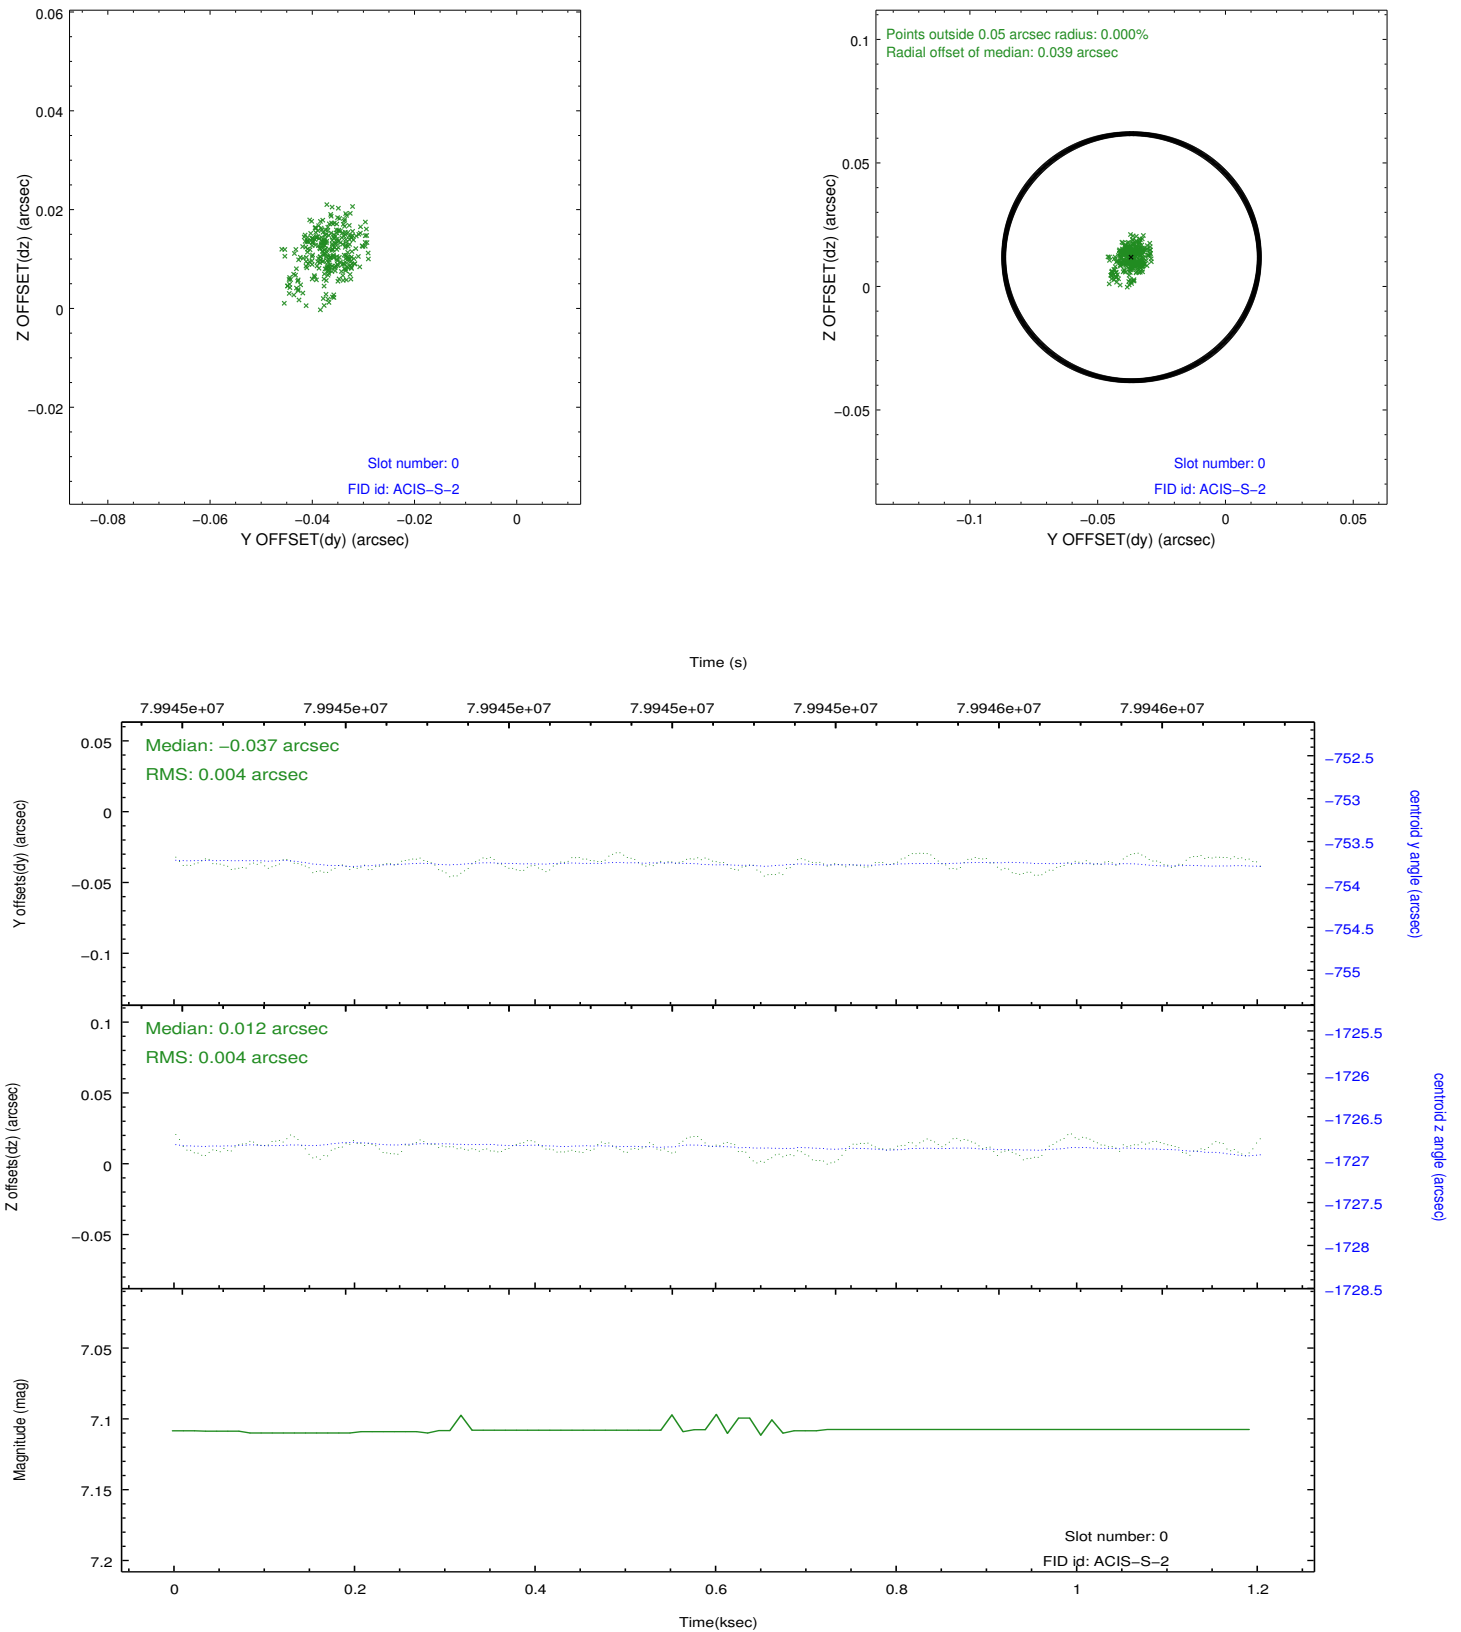 0.06
0.04
0.02
0
−0.02
Z OFFSET(dz) (arcsec)
Slot number: 0
FID id: ACIS−S−2
−0.08 −0.06 −0.04 −0.02 0
Y OFFSET(dy) (arcsec)
Points outside 0.05 arcsec radius: 0.000%
Radial offset of median: 0.039 arcsec
0.1
0.05
0
−0.05
Z OFFSET(dz) (arcsec)
Slot number: 0
FID id: ACIS−S−2
−0.1 −0.05 0 0.05
Y OFFSET(dy) (arcsec)
Time (s)
7.9945e+07 7.9945e+07 7.9945e+07 7.9945e+07 7.9945e+07 7.9946e+07 7.9946e+07
Median: −0.037 arcsec
RMS: 0.004 arcsec
0.05
0
−0.05
−0.1
Y offsets(dy) (arcsec)
−752.5
−753
−753.5
−754
−754.5
−755
centroid y angle (arcsec)
Median: 0.012 arcsec
RMS: 0.004 arcsec
0.1
0.05
0
−0.05
Z offsets(dz) (arcsec)
−1725.5
−1726
−1726.5
−1727
−1727.5
−1728
−1728.5
centroid z angle (arcsec)
7.05
7.1
7.15
7.2
Magnitude (mag)
Slot number: 0
FID id: ACIS−S−2
0 0.2 0.4 0.6 0.8 1 1.2
Time(ksec)